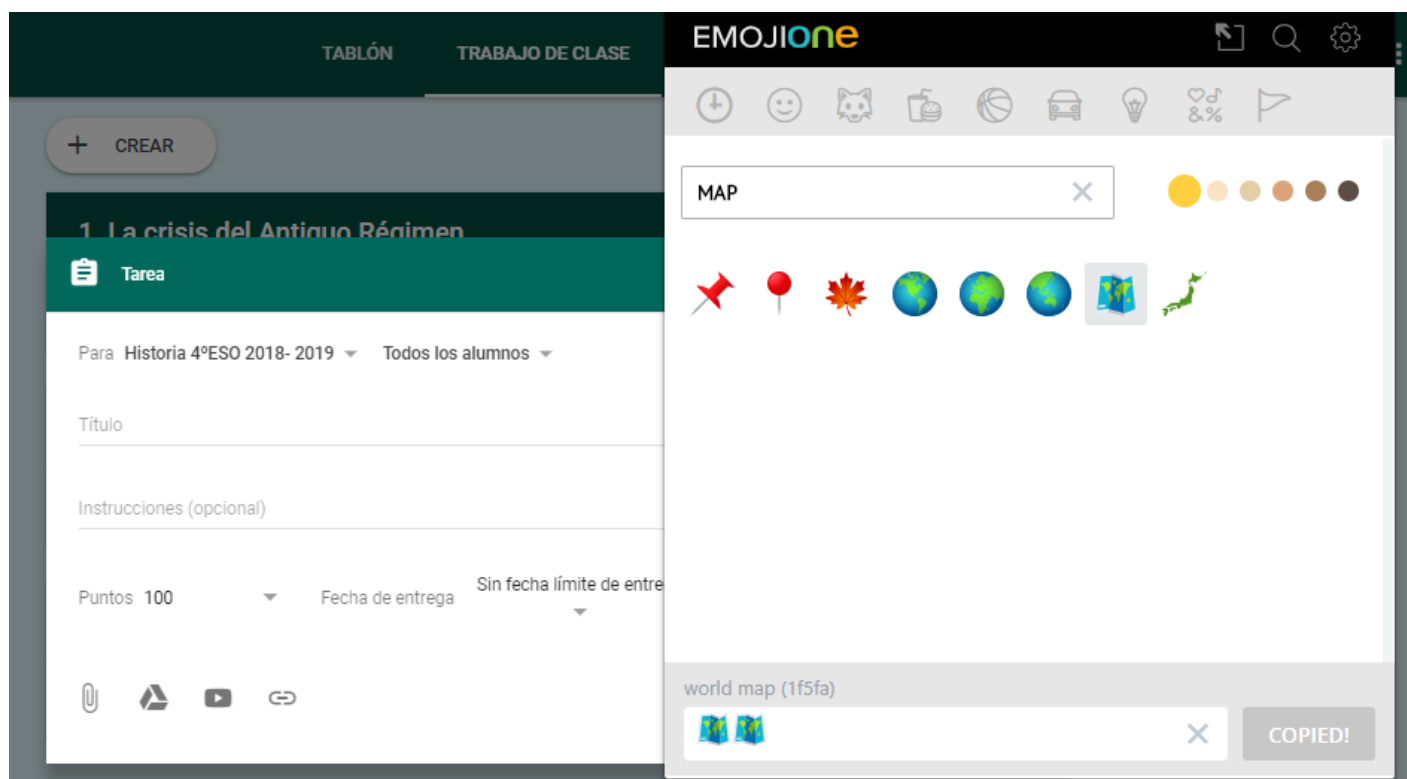 TABLÓN
TRABAJO DE CLASE
CREAR
1. La crisis del Antiguo Régimen
Tarea
Para Historia 4ºESO 2018- 2019 Todos los alumnos
Título
Instrucciones (opcional)
Puntos 100 Fecha de entrega Sin fecha límite de entre
EMOJIone
&%
MAP
world map (1f5fa)
COPIED!